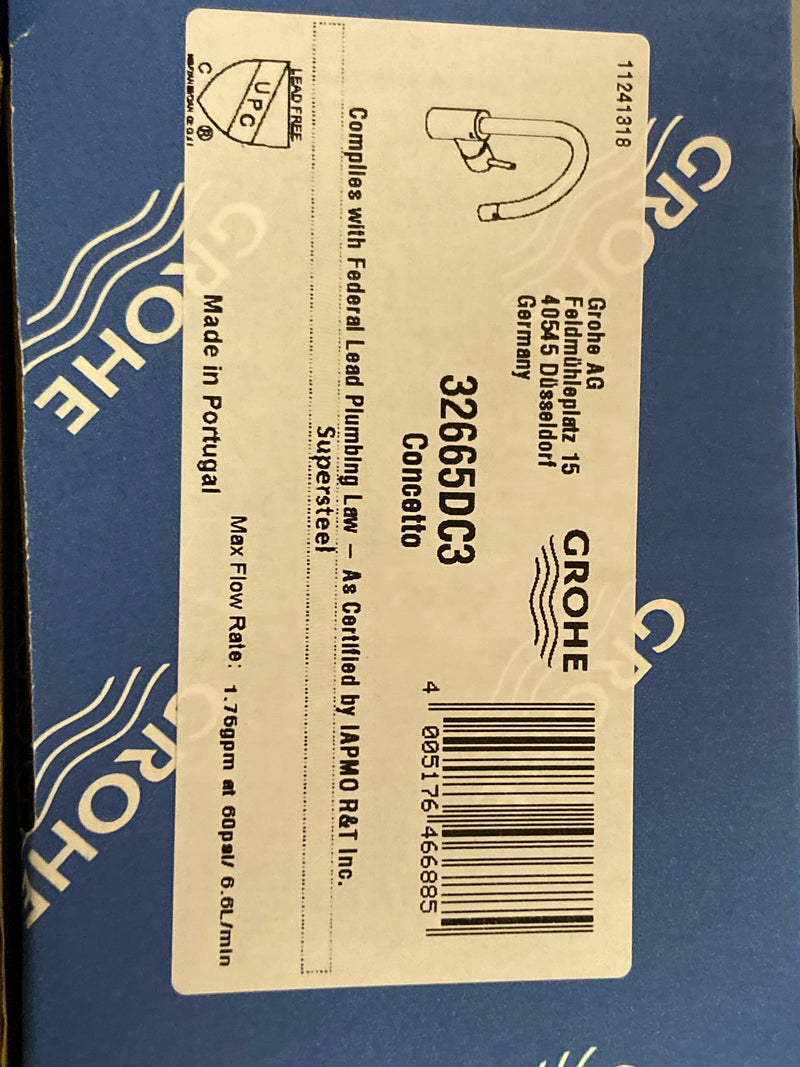 11241318
Grohe AG
Feldmühleplatz 15
40545 Düsseldorf
Germany
GROHE
32665DC3
Concetto
4 005176 466885
Complies with Federal Lead Plumbing Law – As Certified by IAPMO R&T Inc.
Supersteel
LEAD FREE
UPC
C
®
Made in Portugal
Max Flow Rate: 1.75gpm at 60psi/ 6.6L/min
GROHE
GROHE
GROHE
GR